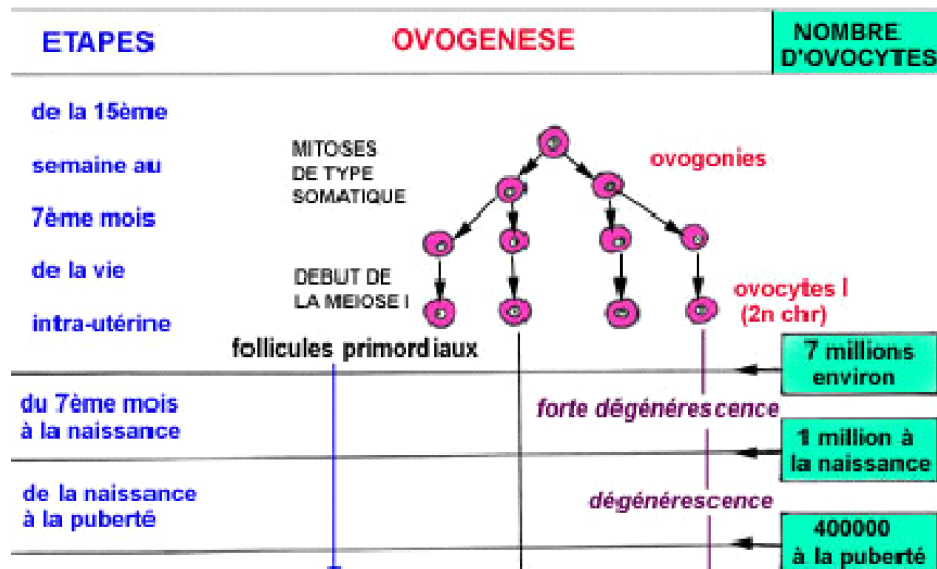 ETAPES
OVOGENESE
NOMBRE
D'OVOCYTES
de la 15ème
semaine au
7ème mois
de la vie
intra-utérine
MITOSES
DE TYPE
SOMATIQUE
ovogonies
DEBUT DE
LA MEIOSE I
ovocytes I
(2n chr)
follicules primordiaux
7 millions
environ
du 7ème mois
à la naissance
forte dégénérescence
1 million à
la naissance
de la naissance
à la puberté
dégénérescence
400000
à la puberté